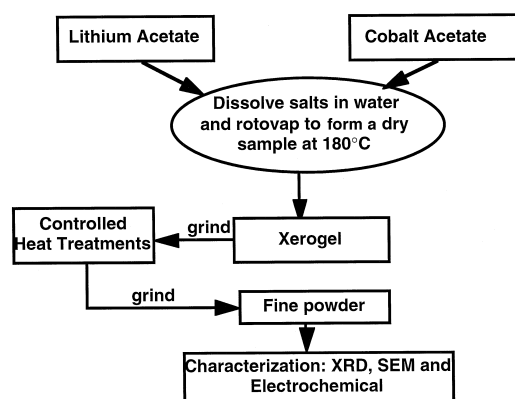 Lithium Acetate
Cobalt Acetate
Dissolve salts in water
and rotovap to form a dry
sample at 180°C
Controlled
Heat Treatments
grind
Xerogel
grind
Fine powder
Characterization: XRD, SEM and
Electrochemical